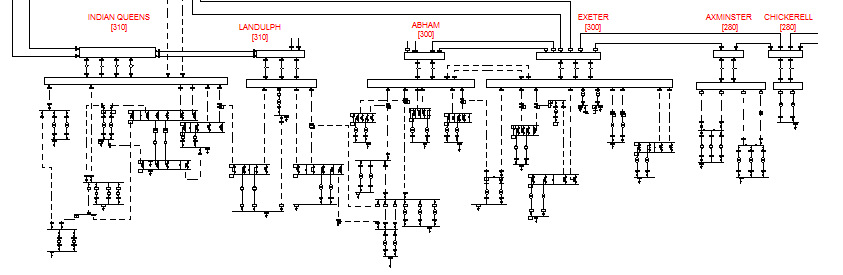 INDIAN QUEENS
[310]
LANDULPH
[310]
ABHAM
[300]
EXETER
[300]
AXMINSTER
[280]
CHICKERELL
[280]